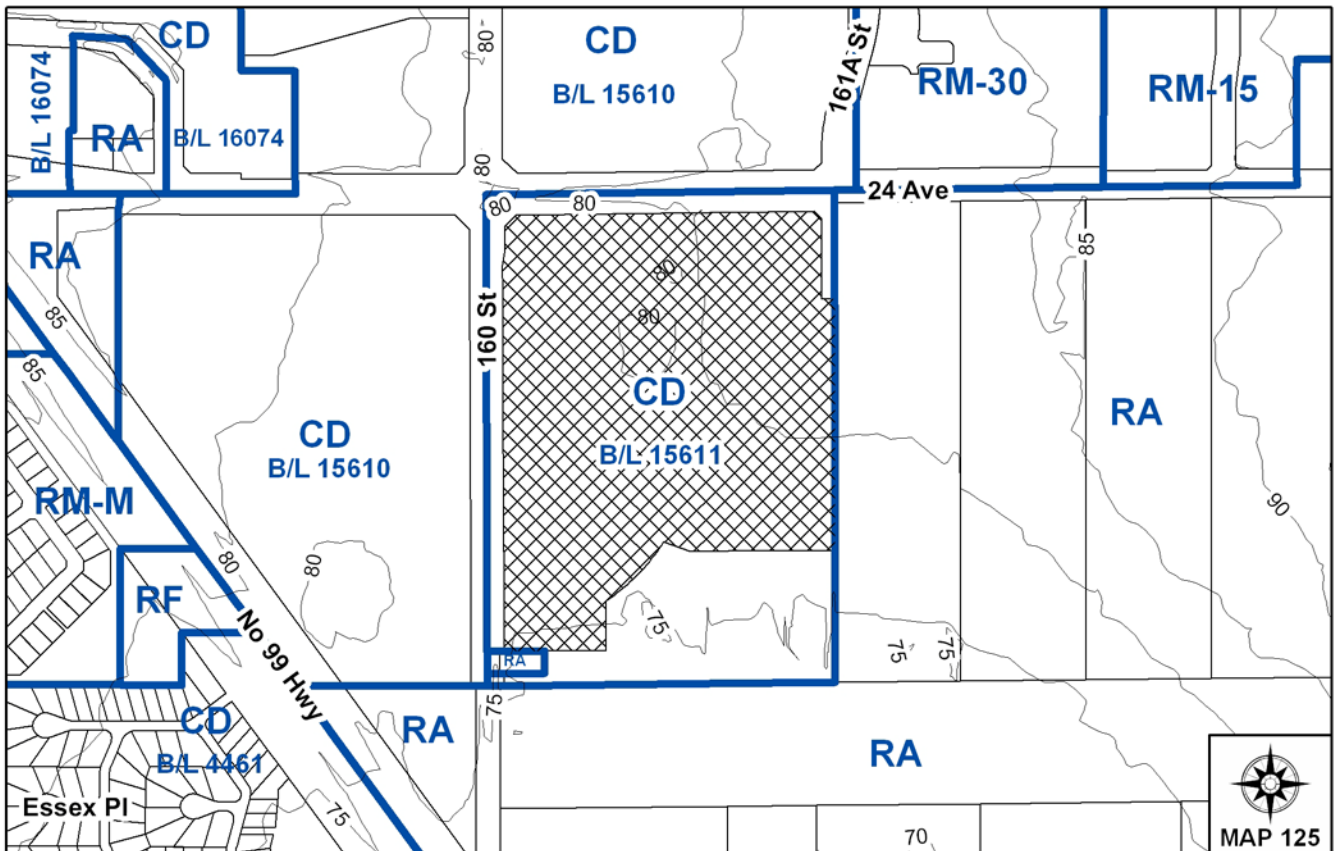 CD
80
CD
B/L 15610
161A St
RM-30
RM-15
B/L 16074
RA
B/L 16074
80
24 Ave
80
80
RA
85
80
80
160 St
85
85
CD
B/L 15610
CD
B/L 15611
RA
RM-M
90
80
80
RF
No 99 Hwy
75
75
75
RA
75
CD
B/L 4461
RA
RA
Essex Pl
75
70
MAP 125